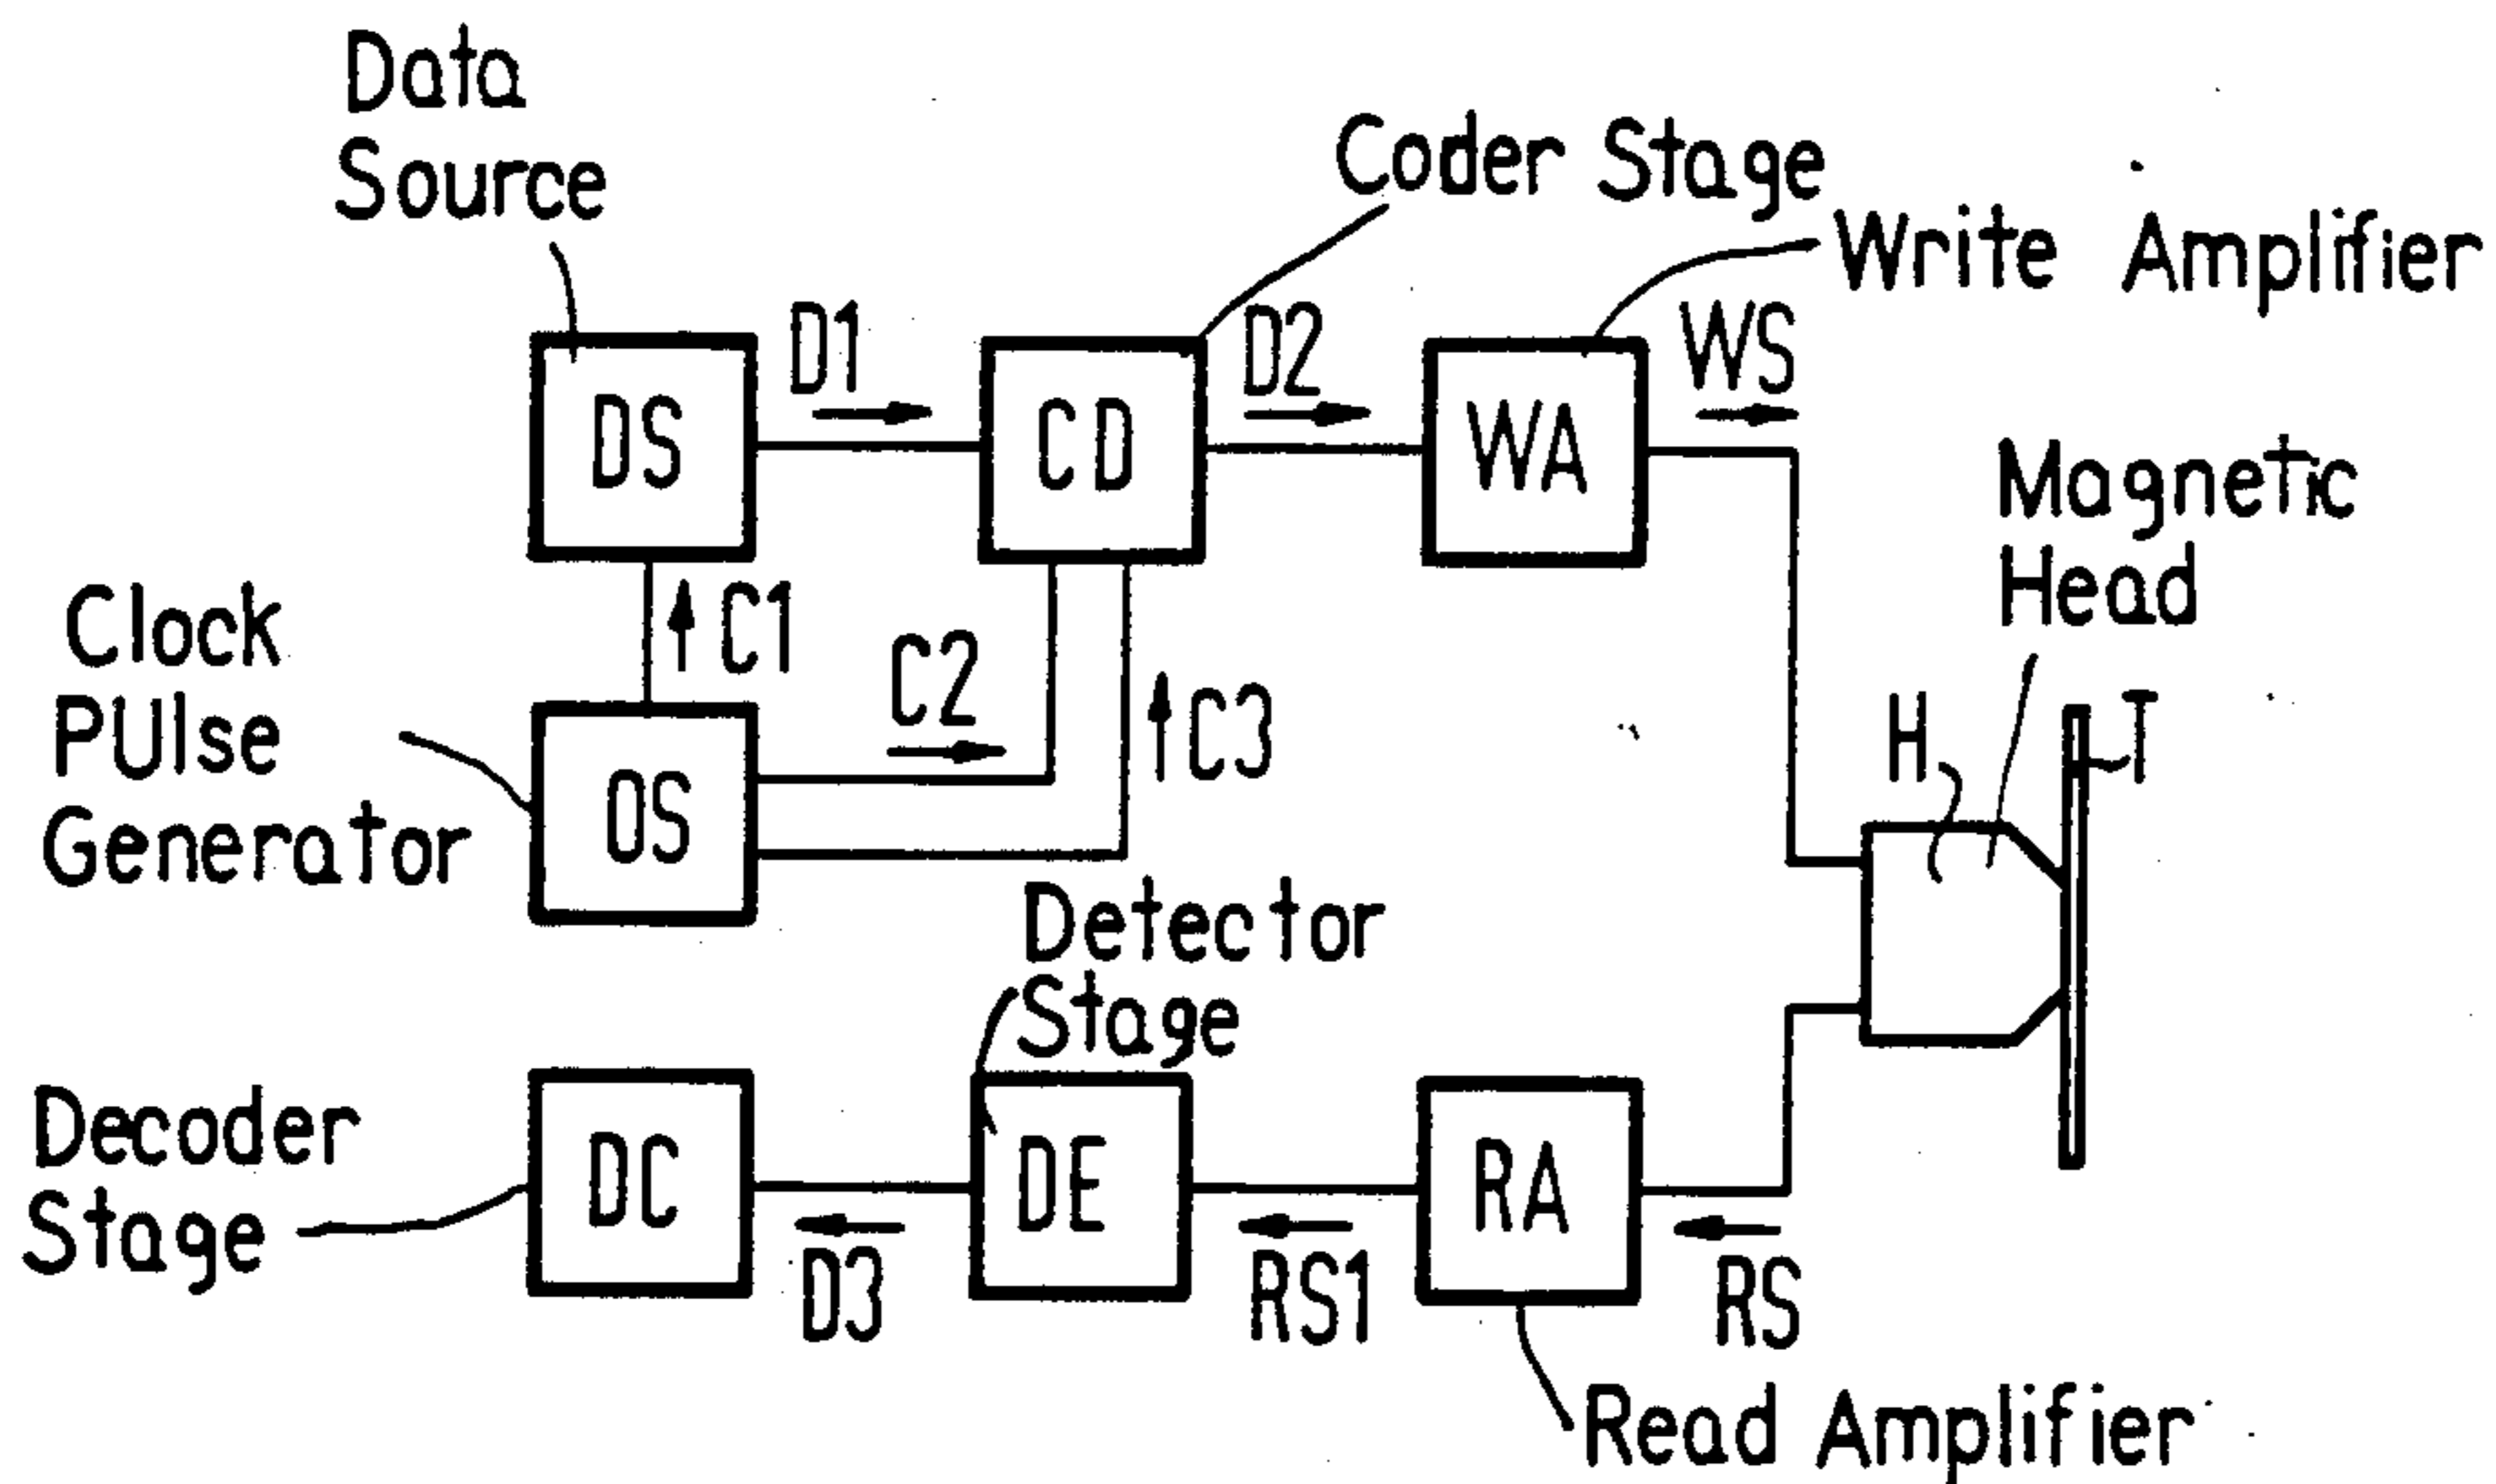 Data
Source
Coder Stage
Write Amplifier
D1
D2
WS
DS
CD
WA
Magnetic
Head
Clock
PUlse
Generator
C1
C2
C3
H
T
OS
Detector
Stage
Decoder
Stage
DC
DE
RA
D3
RS1
RS
Read Amplifier